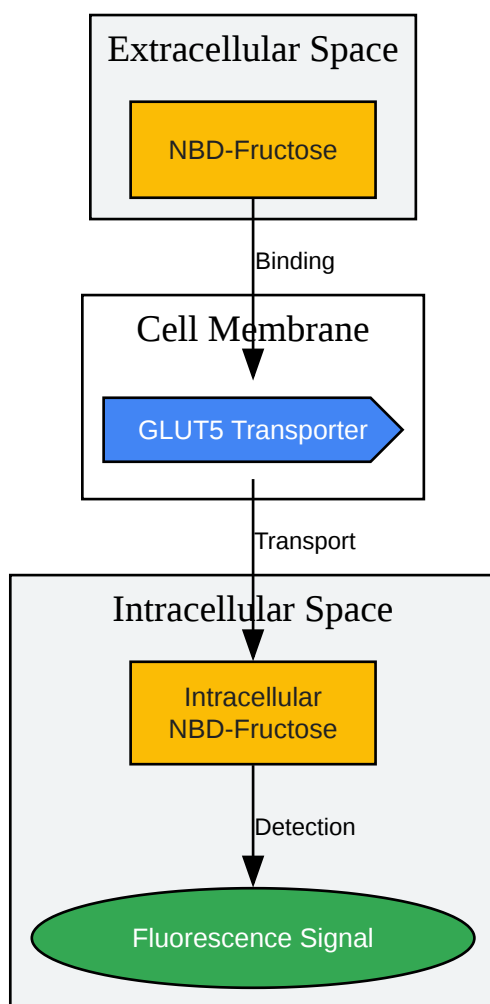 Extracellular Space
NBD-Fructose
Binding
Cell Membrane
GLUT5 Transporter
Transport
Intracellular Space
Intracellular
NBD-Fructose
Detection
Fluorescence Signal